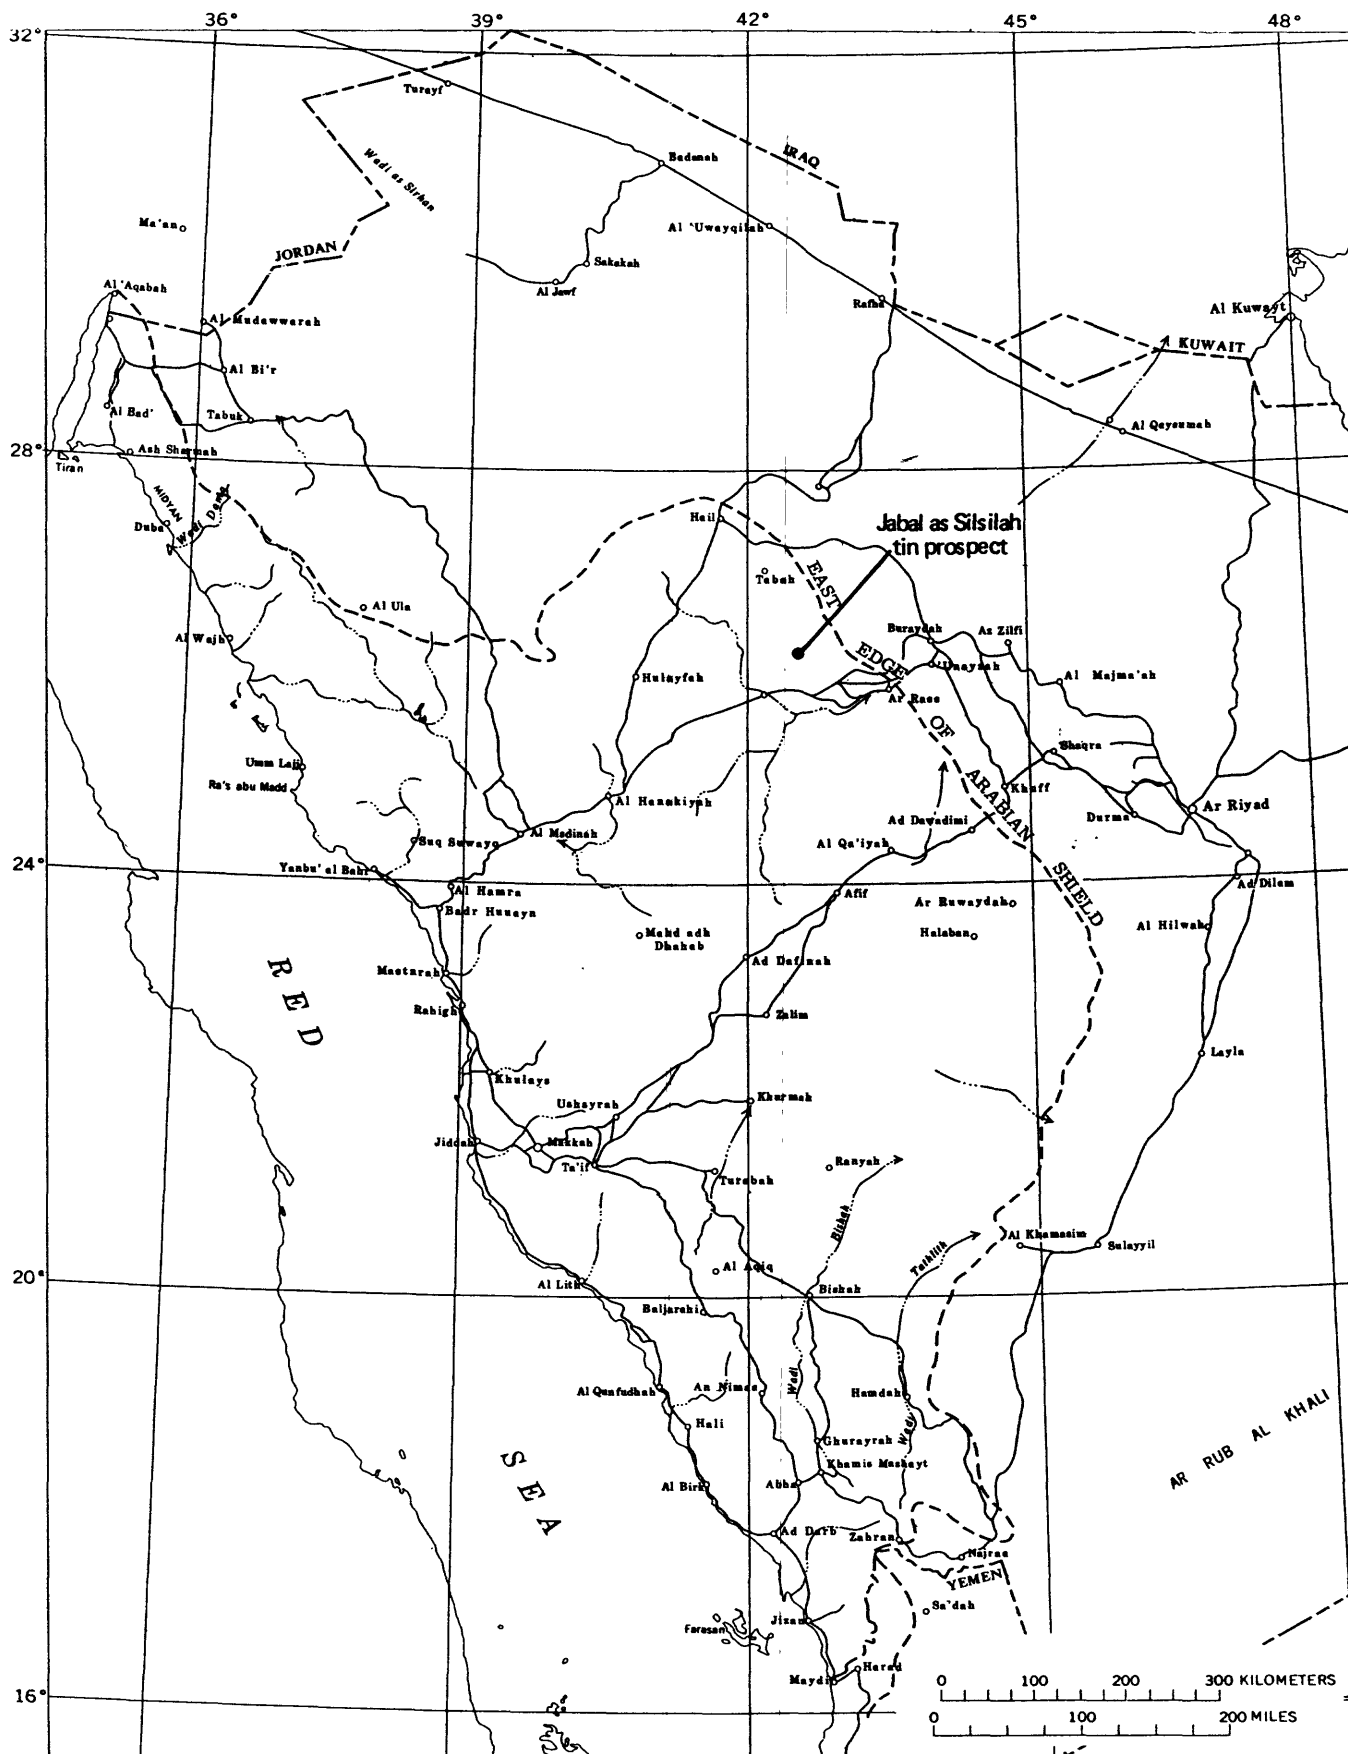 36° 39° 42° 45° 48°
32°
Turayf
Wadi as Sirhan
Badanah
IRAQ
Ma'an
JORDAN
Al 'Uwayqilah
Sakakah
Al Jawf
Al 'Aqabah
Rafha
Al Kuwayt
Al Mudawwarah
KUWAIT
Al Bi'r
Al Bad'
Tabuk
Al Qaysumah
28°
Ash Sharmah
Tiran
MIDYAN
Duba
Wadi Dama
Hail
Jabal as Silsilah
tin prospect
Tabah
EAST
EDGE
OF
ARABIAN
SHIELD
Al Ula
Al Wajh
Buraydah
Az Zilfi
'Unayzah
Hulayfah
Al Majma'ah
Ar Rass
Shaqra
Umm Lajj
Ra's abu Madd
Khuff
Al Hanakiyah
Ar Riyad
Durma
Ad Dawadimi
Al Madinah
Suq Suwayq
Al Qa'iyah
24°
Yanbu' al Bahr
Al Hamra
Afif
Ad Dilam
Badr Hunayn
Ar Ruwaydah
Al Hilwah
Mahd adh
Dhahab
Halaban
Ad Dafinah
Mastarah
RED
Rabigh
Zalim
Layla
Khulays
Khurmah
Ushayrah
Jiddah
Makkah
Ta'if
Ranyah
Turabah
Bishah
Al Khamasin
Sulayyil
Tathlith
20°
Al Lith
Al Aqiq
Bishah
Baljarshi
Al Qunfudhah
An Nimas
Wadi
Hamdah
AR RUB AL KHALI
Hali
Wadi
Ghurayrah
Khamis Mushayt
SEA
Al Birk
Abha
Ad Darb
Zahran
Najran
YEMEN
Sa'dah
Jizan
Farasan
Harad
Maydi
16°
0 100 200 300 KILOMETERS
0 100 200 MILES